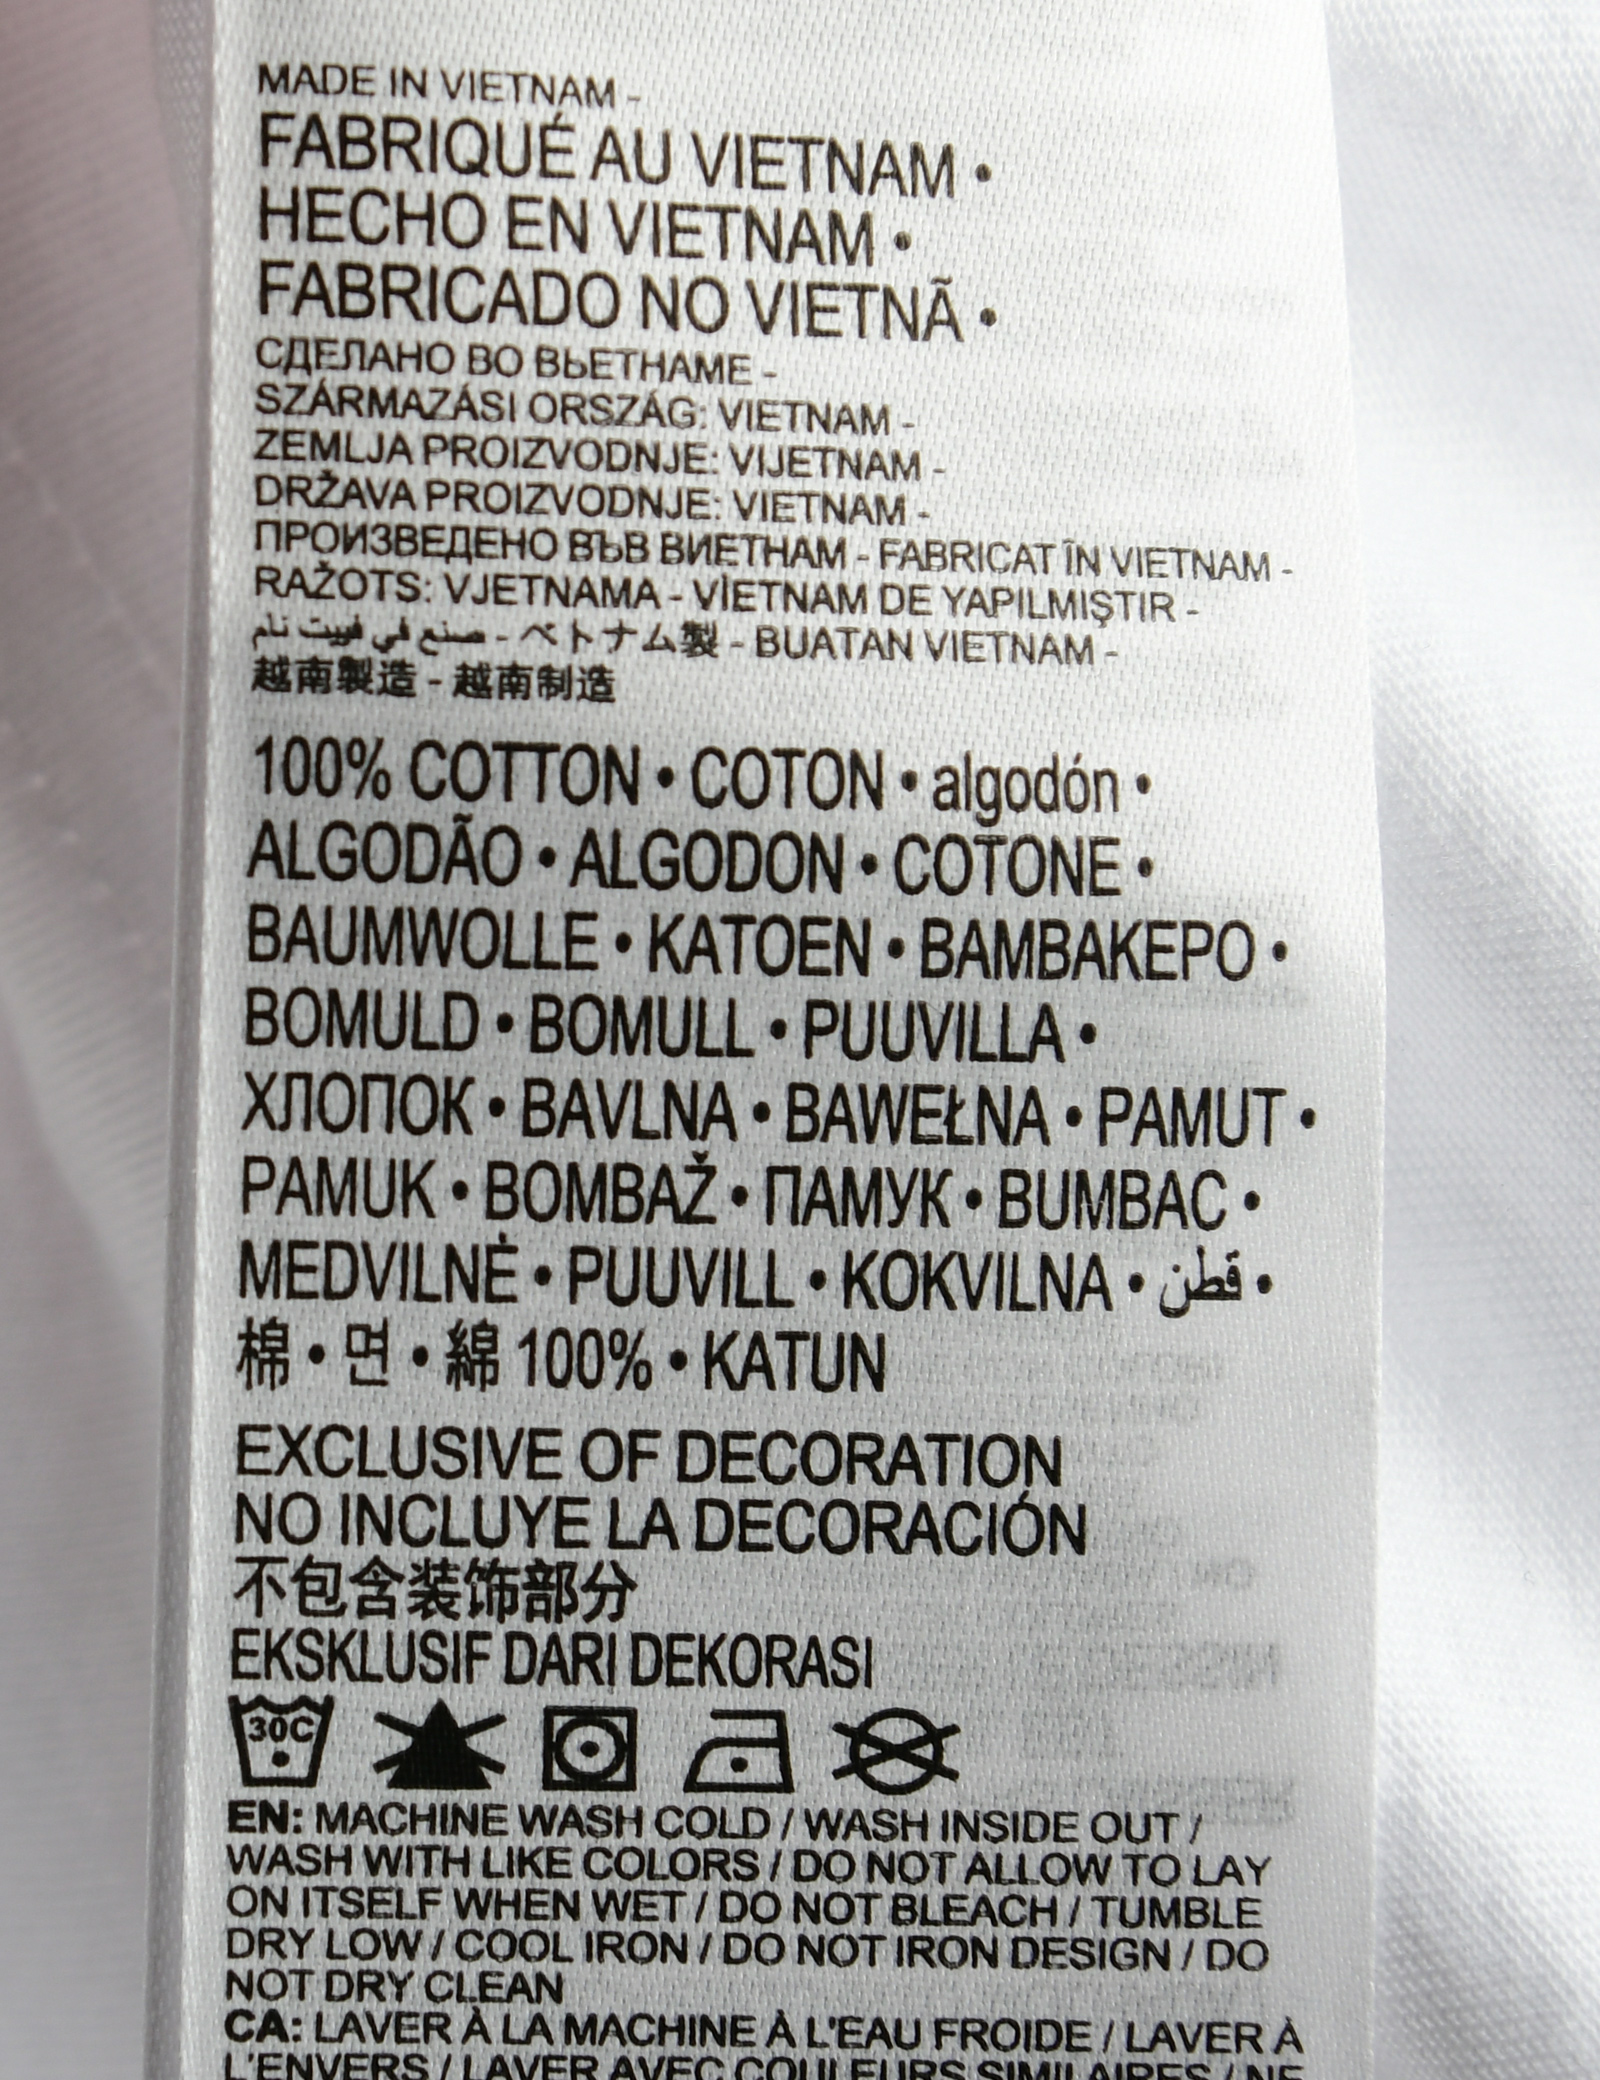 MADE IN VIETNAM -
FABRIQUÉ AU VIETNAM •
HECHO EN VIETNAM •
FABRICADO NO VIETNÃ •
СДЕЛАНО ВО ВЬЕТНАМЕ -
SZÁRMAZÁSI ORSZÁG: VIETNAM -
ZEMLJA PROIZVODNJE: VIJETNAM -
DRŽAVA PROIZVODNJE: VIETNAM -
ПРОИЗВЕДЕНО ВЪВ ВИЕТНАМ - FABRICAT ÎN VIETNAM -
RAŽOTS: VJETNAMA - VİETNAM DE YAPILMIŞTIR -
صنع في فييت نام - ベトナム製 - BUATAN VIETNAM -
越南製造 - 越南制造
100% COTTON • COTON • algodón •
ALGODÃO • ALGODON • COTONE •
BAUMWOLLE • KATOEN • BAMBAKEPO •
BOMULD • BOMULL • PUUVILLA •
ХЛОПОК • BAVLNA • BAWEŁNA • PAMUT •
PAMUK • BOMBAŽ • ПАМУК • BUMBAC •
MEDVILNĖ • PUUVILL • KOKVILNA • قطن •
棉 • 면 • 綿 100% • KATUN
EXCLUSIVE OF DECORATION
NO INCLUYE LA DECORACIÓN
不包含装饰部分
EKSKLUSIF DARI DEKORASI
30C
EN: MACHINE WASH COLD / WASH INSIDE OUT /
WASH WITH LIKE COLORS / DO NOT ALLOW TO LAY
ON ITSELF WHEN WET / DO NOT BLEACH / TUMBLE
DRY LOW / COOL IRON / DO NOT IRON DESIGN / DO
NOT DRY CLEAN
CA: LAVER À LA MACHINE À L'EAU FROIDE / LAVER À
L'ENVERS / LAVER AVEC COULEURS SIMILAIRES / NE